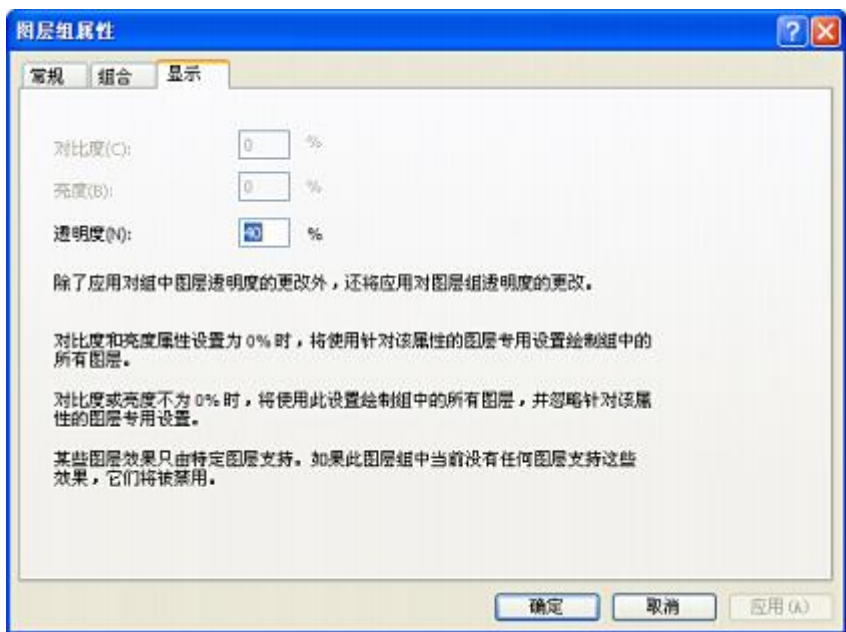 图层组属性
常规 组合 显示
对比度(C): 0 %
亮度(B): 0 %
透明度(N): 40 %
除了应用对组中图层透明度的更改外，还将应用对图层组透明度的更改。
对比度和亮度属性设置为 0% 时，将使用针对该属性的图层专用设置绘制组中的
所有图层。
对比度或亮度不为 0% 时，将使用此设置绘制组中的所有图层，并忽略针对该属
性的图层专用设置。
某些图层效果只由特定图层支持。如果此图层组中当前没有任何图层支持这些
效果，它们将被禁用。
确定 取消 应用(A)